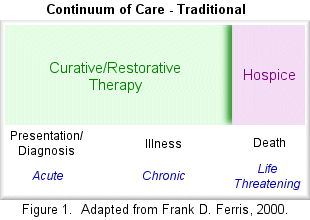 Continuum of Care - Traditional
Curative/Restorative
Therapy
Hospice
Presentation/
Diagnosis
Illness
Death
Acute
Chronic
Life
Threatening
Figure 1. Adapted from Frank D. Ferris, 2000.